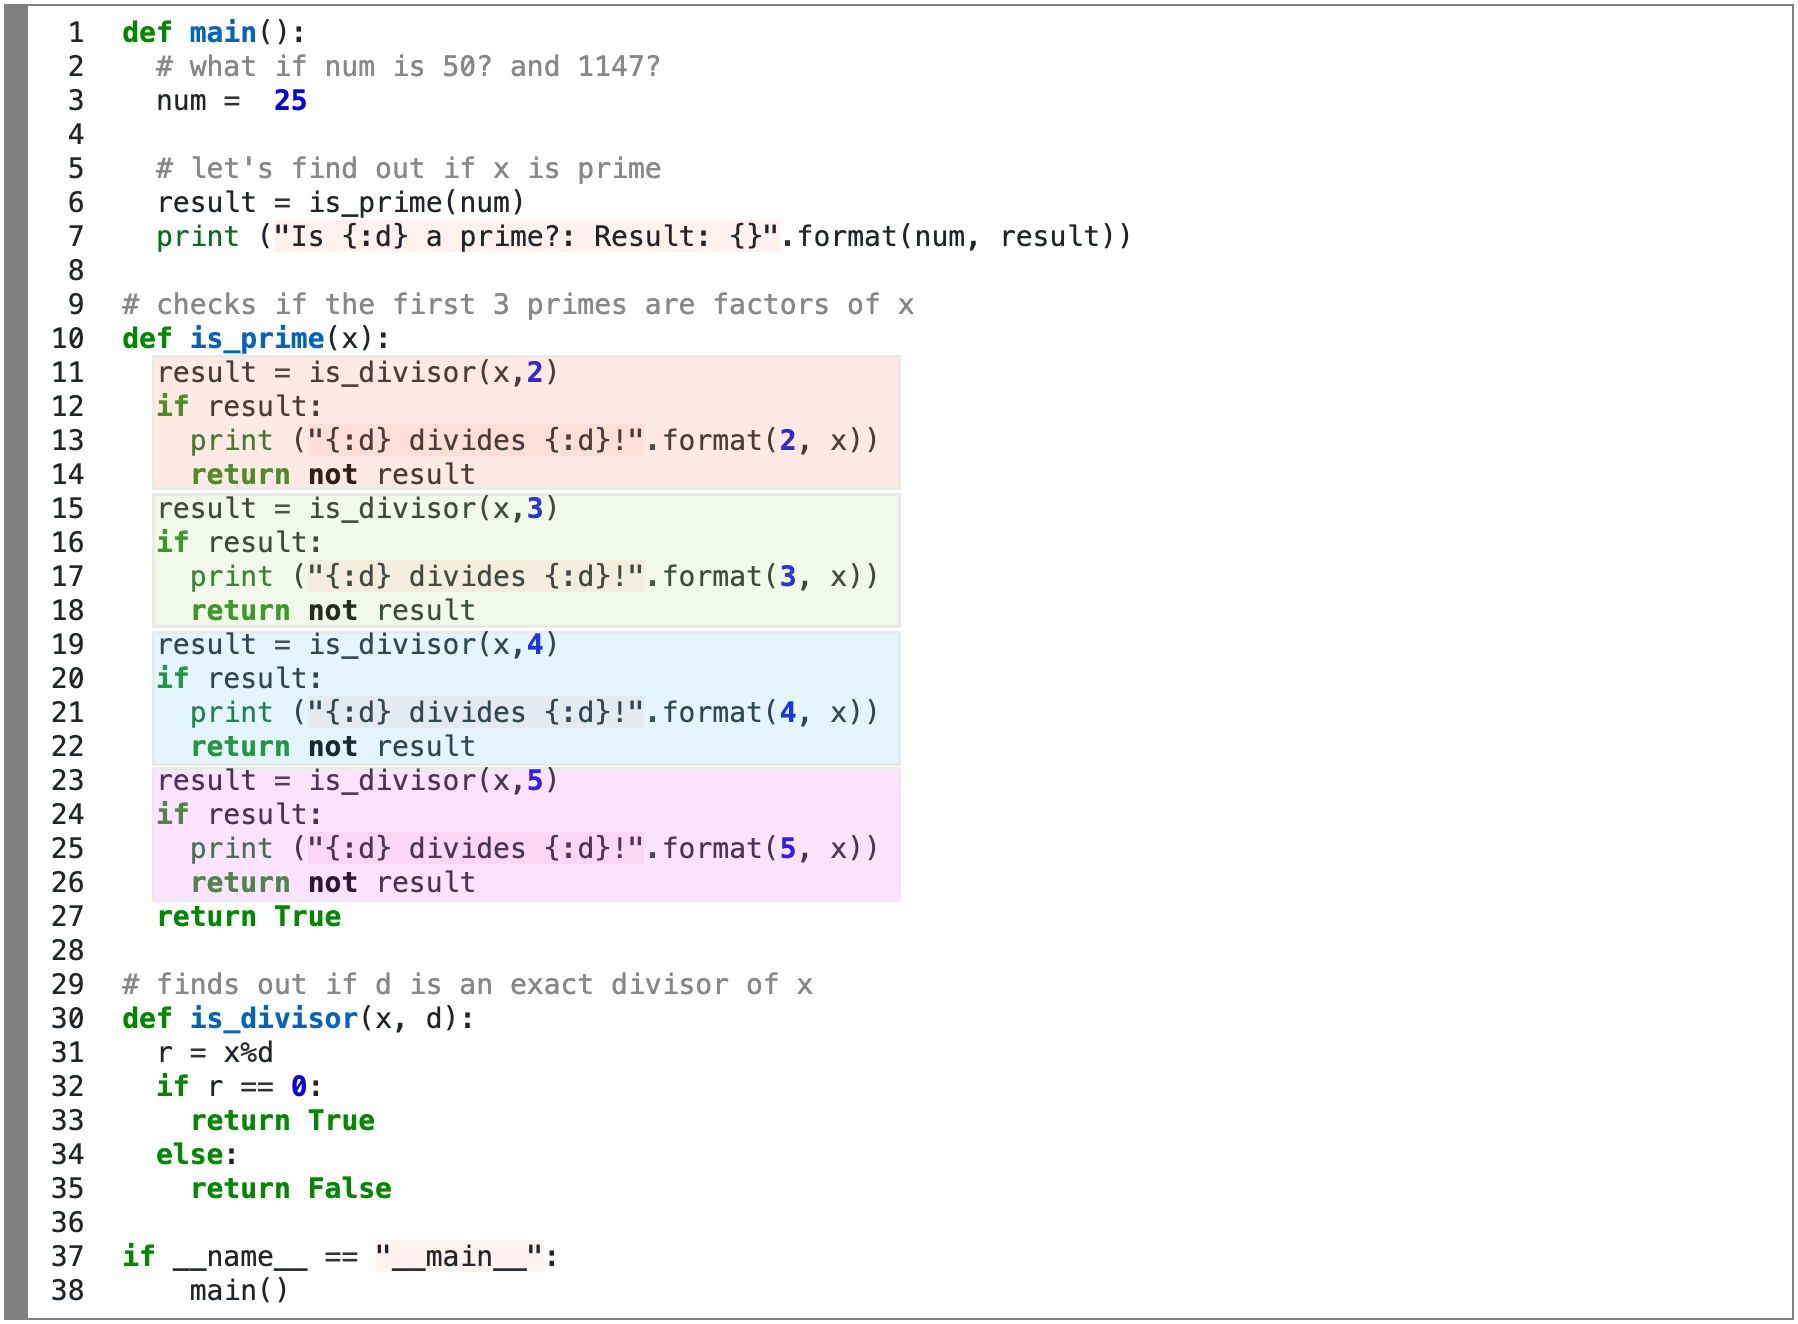 1 def main():
2   # what if num is 50? and 1147?
3   num =  25
4
5   # let's find out if x is prime
6   result = is_prime(num)
7   print ("Is {:d} a prime?: Result: {}".format(num, result))
8
9 # checks if the first 3 primes are factors of x
10 def is_prime(x):
11   result = is_divisor(x,2)
12   if result:
13     print ("{:d} divides {:d}!".format(2, x))
14     return not result
15   result = is_divisor(x,3)
16   if result:
17     print ("{:d} divides {:d}!".format(3, x))
18     return not result
19   result = is_divisor(x,4)
20   if result:
21     print ("{:d} divides {:d}!".format(4, x))
22     return not result
23   result = is_divisor(x,5)
24   if result:
25     print ("{:d} divides {:d}!".format(5, x))
26     return not result
27   return True
28
29 # finds out if d is an exact divisor of x
30 def is_divisor(x, d):
31   r = x%d
32   if r == 0:
33     return True
34   else:
35     return False
36
37 if __name__ == "__main__":
38     main()